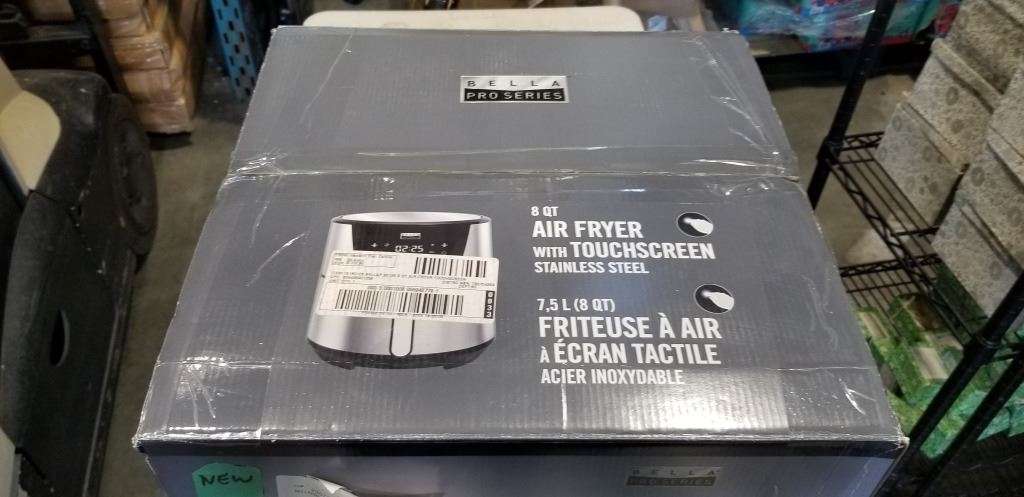 BELLA
PRO SERIES
8 QT
AIR FRYER
WITH TOUCHSCREEN
STAINLESS STEEL
7,5 L (8 QT)
FRITEUSE À AIR
À ÉCRAN TACTILE
ACIER INOXYDABLE
02:25
NEW
BELLA
PRO SERIES